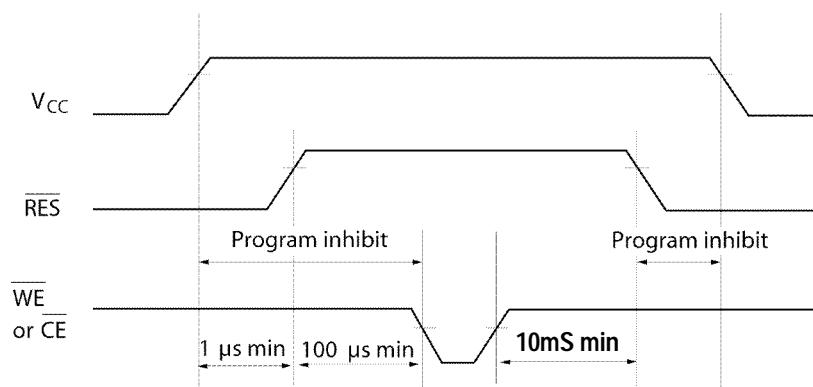 VCC
RES
Program inhibit
Program inhibit
WE
or CE
1 µs min
100 µs min
10mS min